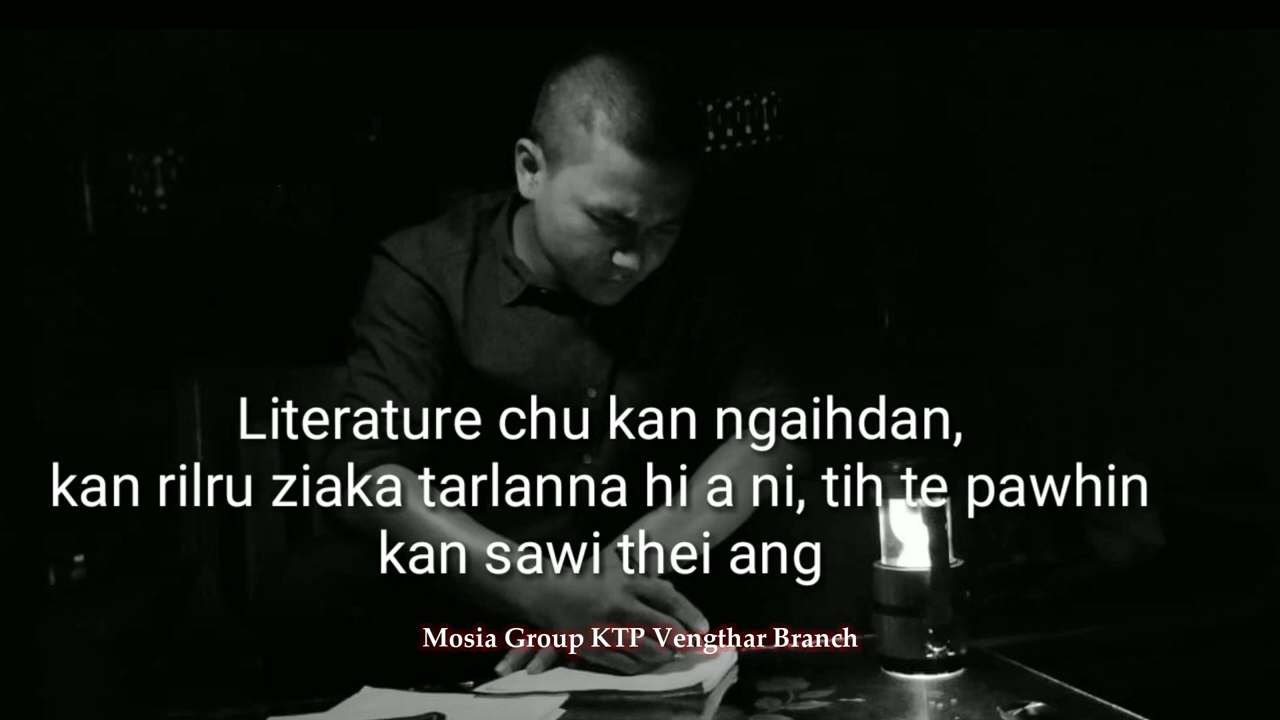 Literature chu kan ngaihdan,
kan rilru ziaka tarlanna hi a ni, tih te pawhin
kan sawi thei ang
Mosia Group KTP Vengthar Branch